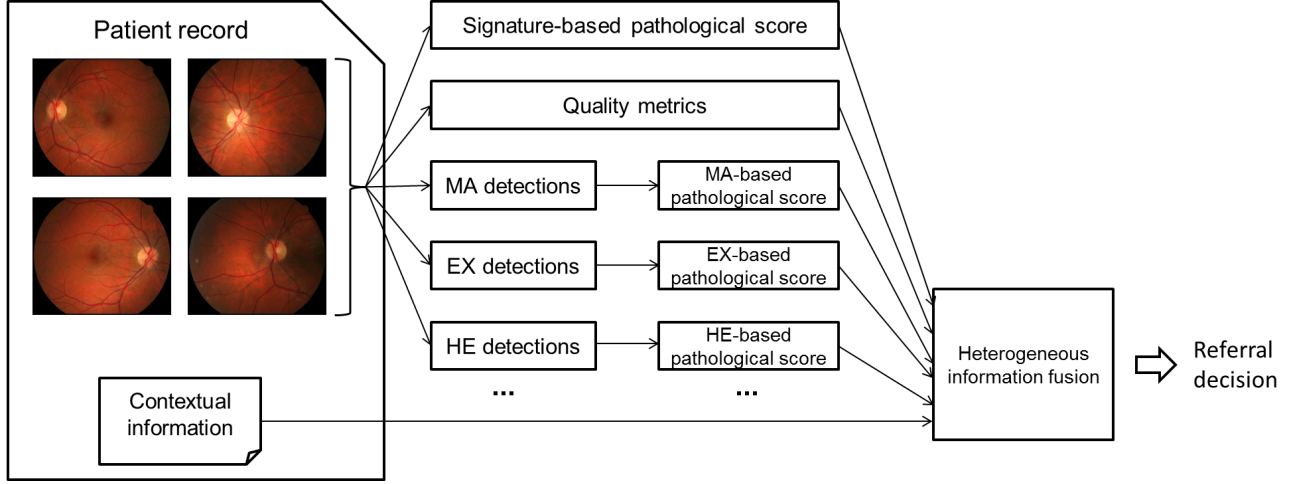 Patient record
Signature-based pathological score
Quality metrics
MA detections
MA-based
pathological score
EX detections
EX-based
pathological score
HE detections
HE-based
pathological score
...
...
Contextual
information
Heterogeneous
information fusion
Referral
decision